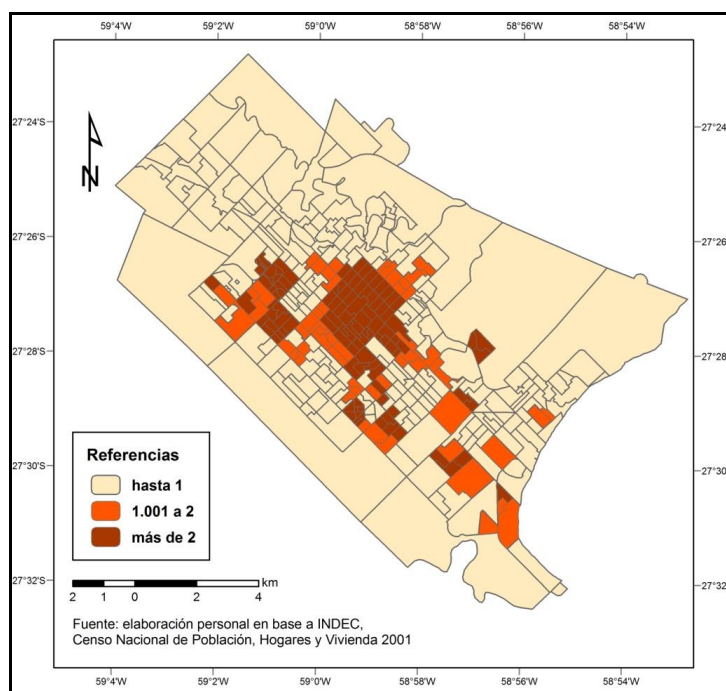 59°4'W 59°2'W 59°0'W 58°58'W 58°56'W 58°54'W
27°24'S 27°24'
N
27°26'S 27°26'
27°28'S 27°28'
27°30'S 27°30'
27°32'S 27°32'
Referencias
hasta 1
1.001 a 2
más de 2
2 1 0 2 4 km
Fuente: elaboración personal en base a INDEC,
Censo Nacional de Población, Hogares y Vivienda 2001
59°4'W 59°2'W 59°0'W 58°58'W 58°56'W 58°54'W